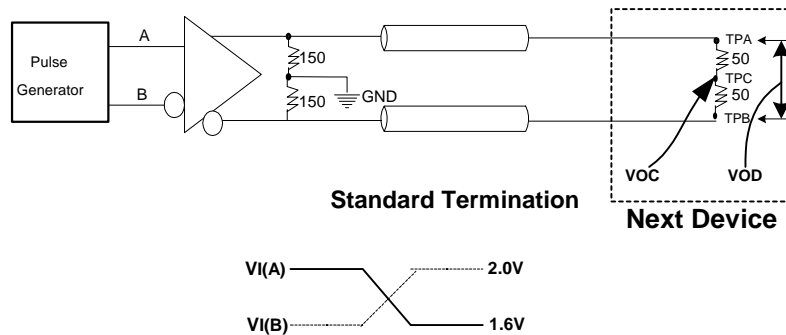 A
B
Pulse
Generator
150
150
GND
TPA
50
TPC
50
TPB
VOC
VOD
Standard Termination
Next Device
VI(A)
2.0V
VI(B)
1.6V